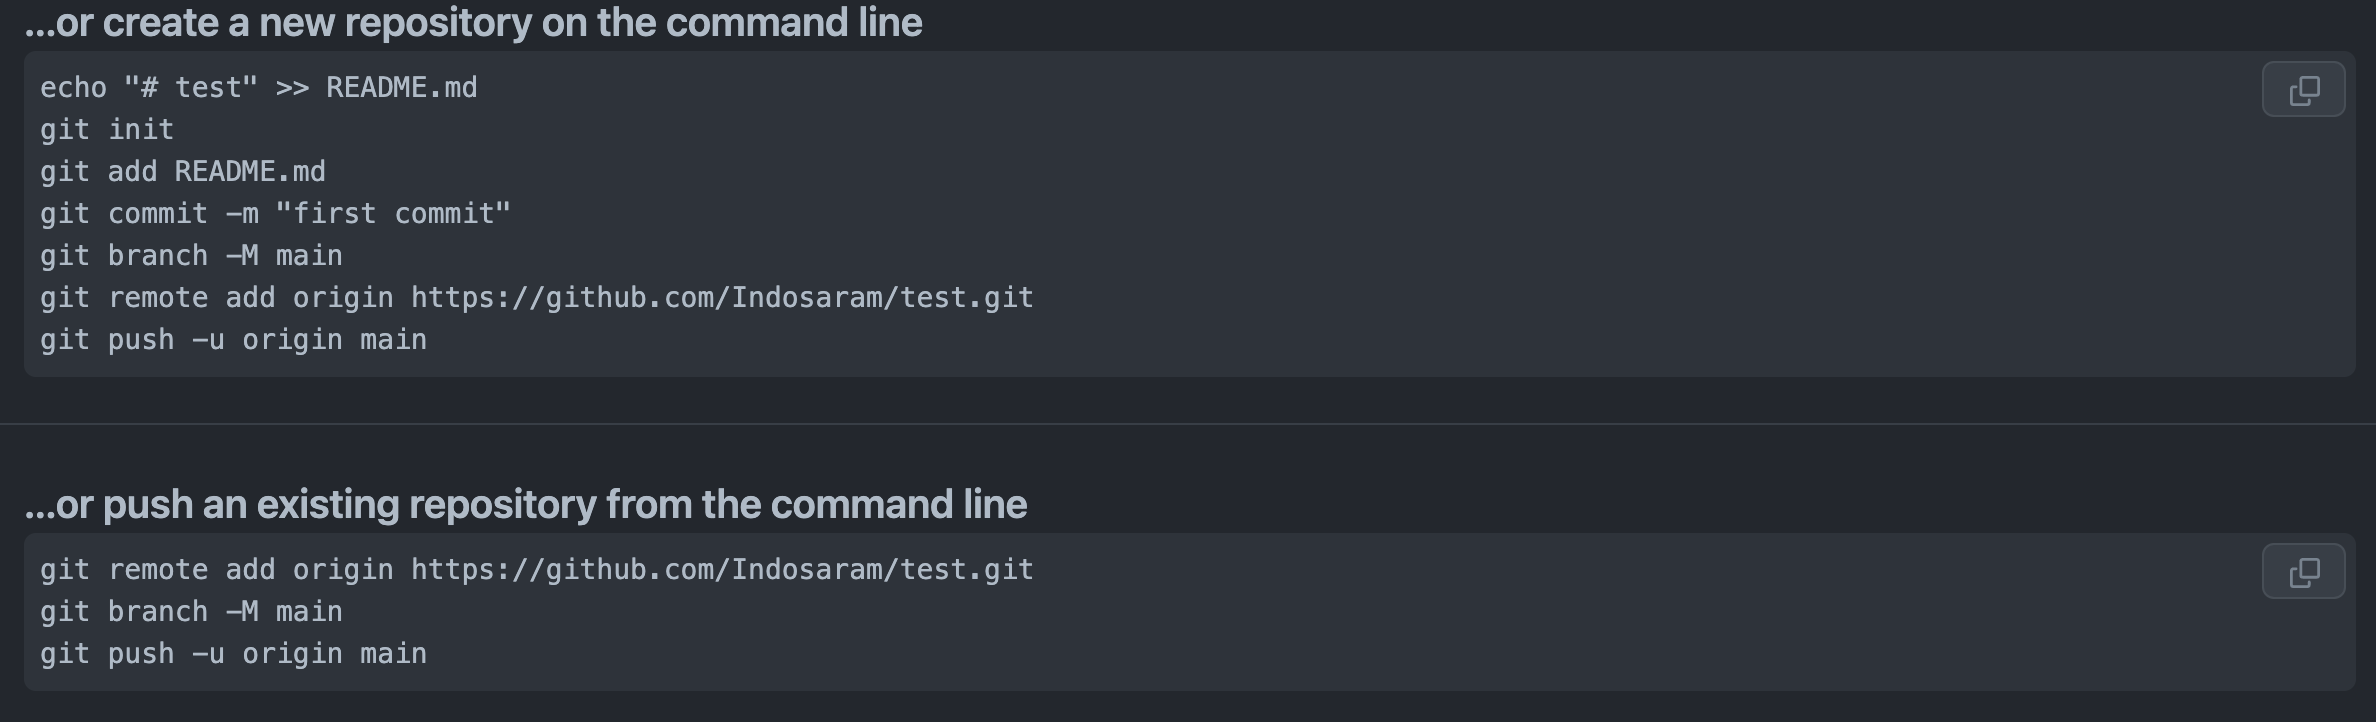 ...or create a new repository on the command line
echo "# test" >> README.md
git init
git add README.md
git commit -m "first commit"
git branch -M main
git remote add origin https://github.com/Indosaram/test.git
git push -u origin main
...or push an existing repository from the command line
git remote add origin https://github.com/Indosaram/test.git
git branch -M main
git push -u origin main